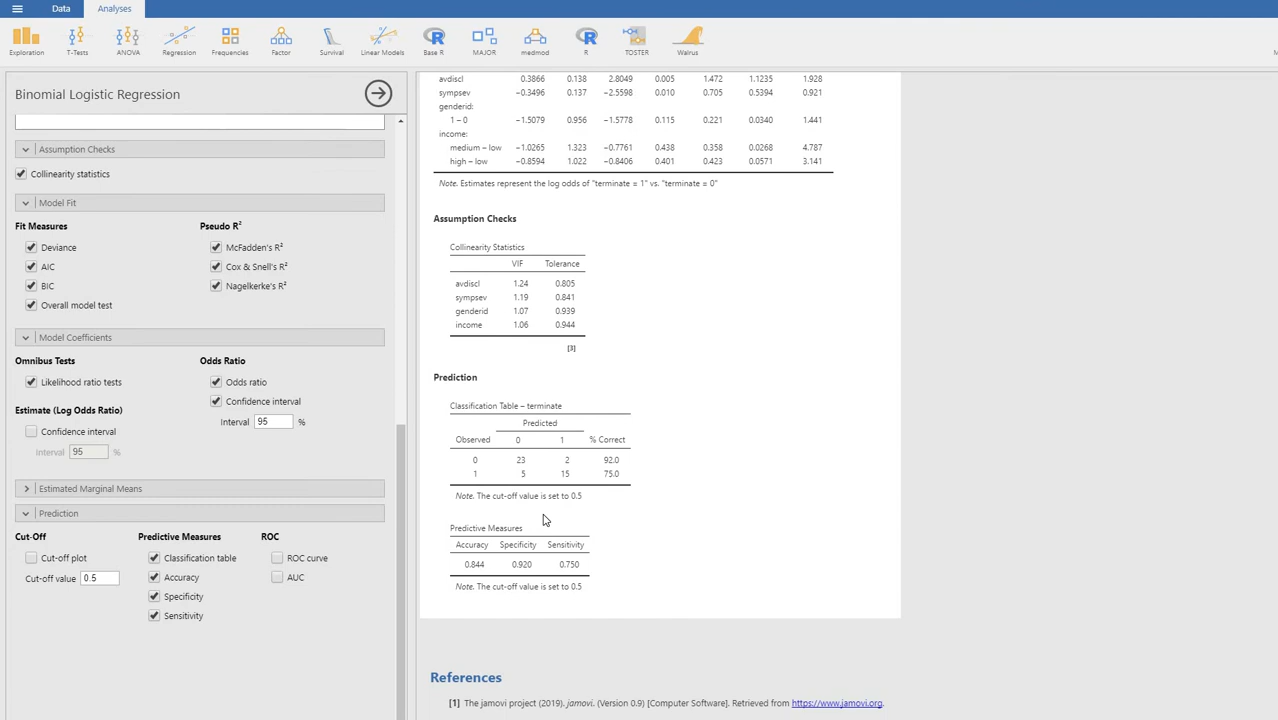 Data Analyses
Exploration T-Tests ANOVA Regression Frequencies Factor Survival Linear Models Base R MAJOR medmod R TOSTER Walrus
Binomial Logistic Regression
Assumption Checks
Collinearity statistics
Model Fit
Fit Measures Pseudo R²
Deviance McFadden's R²
AIC Cox & Snell's R²
BIC Nagelkerke's R²
Overall model test
Model Coefficients
Omnibus Tests Odds Ratio
Likelihood ratio tests Odds ratio
Estimate (Log Odds Ratio) Confidence interval
Confidence interval Interval 95 %
Interval 95 %
Estimated Marginal Means
Prediction
Cut-Off Predictive Measures ROC
Cut-off plot Classification table ROC curve
Cut-off value 0.5 Accuracy AUC
Specificity
Sensitivity
avdiscl 0.3866 0.138 2.8049 0.005 1.472 1.1235 1.928
sympsev −0.3496 0.137 −2.5598 0.010 0.705 0.5394 0.921
genderid:
1 – 0 −1.5079 0.956 −1.5778 0.115 0.221 0.0340 1.441
income:
medium – low −1.0265 1.323 −0.7761 0.438 0.358 0.0268 4.787
high – low −0.8594 1.022 −0.8406 0.401 0.423 0.0571 3.141
Note. Estimates represent the log odds of "terminate = 1" vs. "terminate = 0"
Assumption Checks
Collinearity Statistics
VIF Tolerance
avdiscl 1.24 0.805
sympsev 1.19 0.841
genderid 1.07 0.939
income 1.06 0.944
[3]
Prediction
Classification Table – terminate
Predicted
Observed 0 1 % Correct
0 23 2 92.0
1 5 15 75.0
Note. The cut-off value is set to 0.5
Predictive Measures
Accuracy Specificity Sensitivity
0.844 0.920 0.750
Note. The cut-off value is set to 0.5
References
[1] The jamovi project (2019). jamovi. (Version 0.9) [Computer Software]. Retrieved from https://www.jamovi.org.